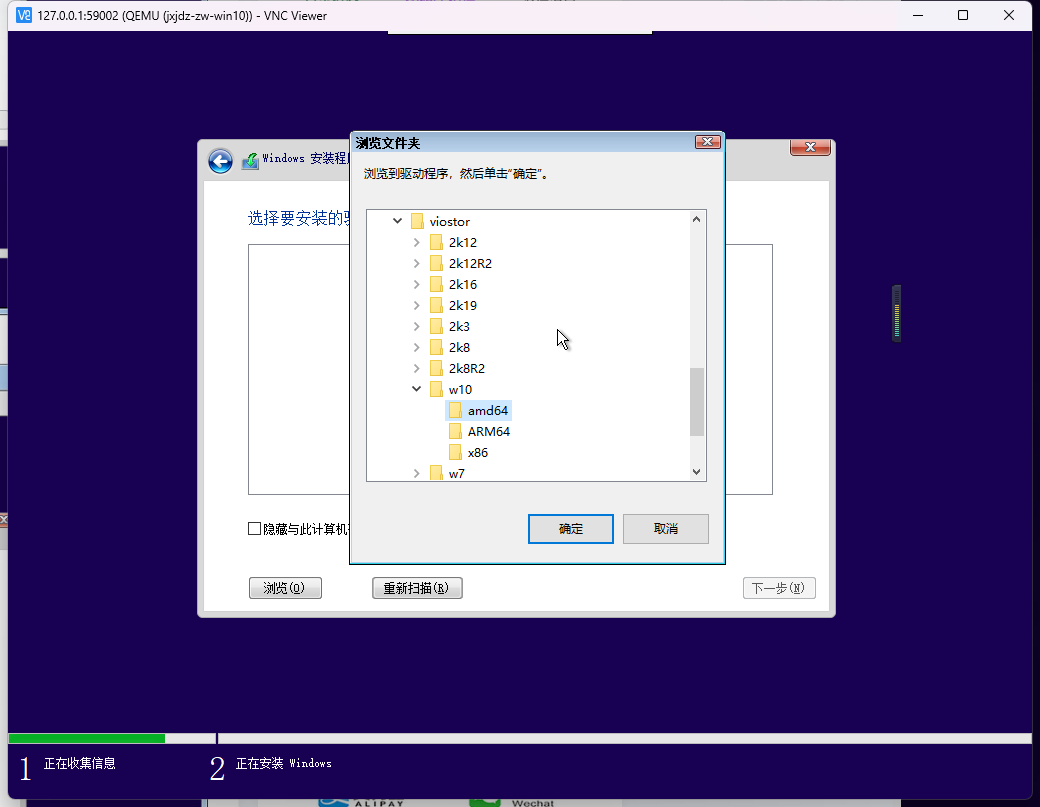 127.0.0.1:59002 (QEMU (jxjdz-zw-win10)) - VNC Viewer
Windows 安装程
浏览文件夹
浏览到驱动程序，然后单击“确定”。
选择要安装的
viostor
2k12
2k12R2
2k16
2k19
2k3
2k8
2k8R2
w10
amd64
ARM64
x86
w7
确定
取消
隐藏与此计算机
浏览(O)
重新扫描(R)
下一步(N)
1 正在收集信息
2 正在安装 Windows
ALIPAY
Wechat